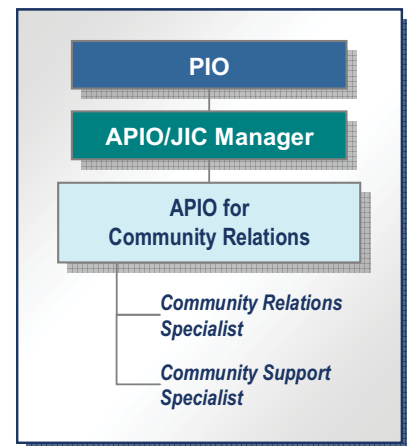 PIO
APIO/JIC Manager
APIO for
Community Relations
Community Relations
Specialist
Community Support
Specialist